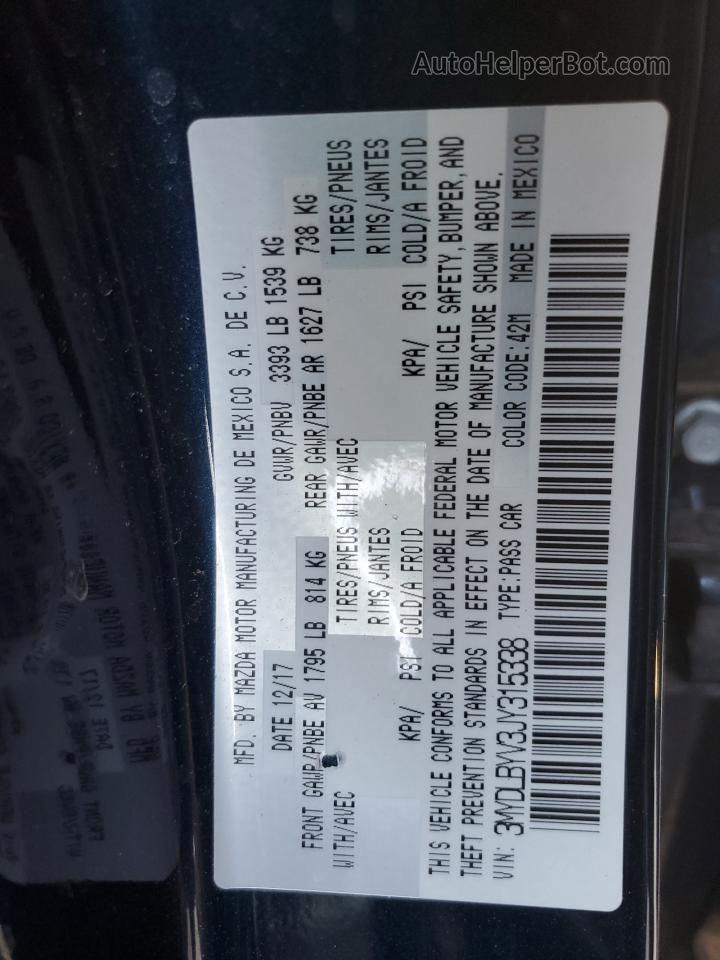 AutoHelperBot.com
MFD. BY MAZDA MOTOR MANUFACTURING DE MEXICO S.A. DE C.V.
DATE 12/17 GVWR/PNBV 3393 LB 1539 KG
FRONT GAWR/PNBE AV 1795 LB 814 KG REAR GAWR/PNBE AR 1627 LB 738 KG
WITH/AVEC TIRES/PNEUS WITH/AVEC TIRES/PNEUS
RIMS/JANTES RIMS/JANTES
KPA/ PSI COLD/A FROID KPA/ PSI COLD/A FROID
THIS VEHICLE CONFORMS TO ALL APPLICABLE FEDERAL MOTOR VEHICLE SAFETY, BUMPER, AND
THEFT PREVENTION STANDARDS IN EFFECT ON THE DATE OF MANUFACTURE SHOWN ABOVE.
VIN: 3MYDLBYV3JY315338 TYPE:PASS CAR COLOR CODE:42M MADE IN MEXICO